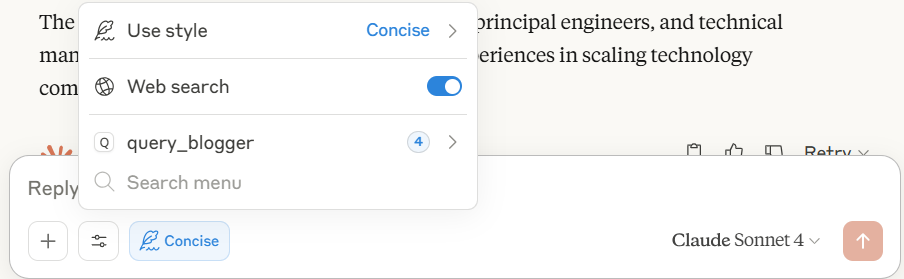 The
principal engineers, and technical
man
periences in scaling technology
com
Use style
Concise
Web search
query_blogger
4
Search menu
Retry
Reply
Concise
Claude Sonnet 4